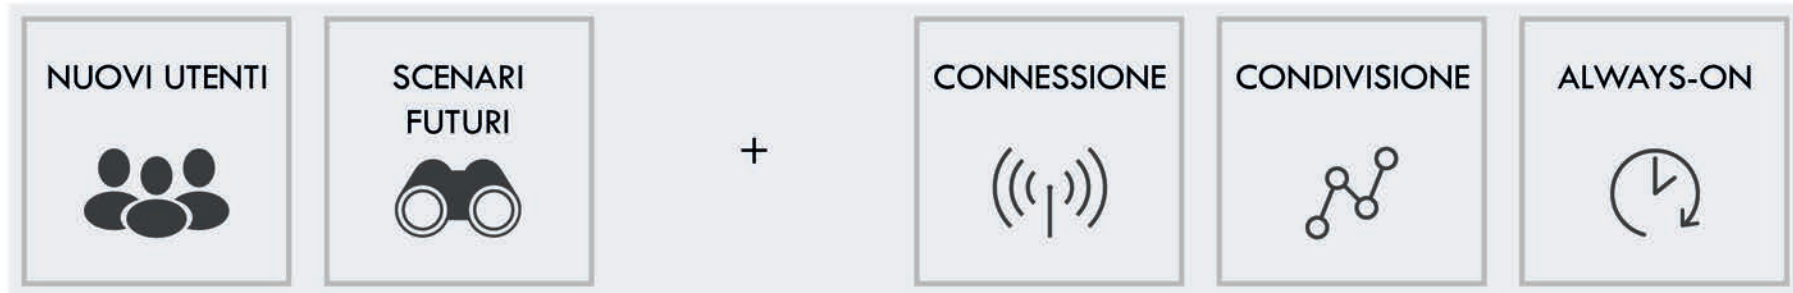 NUOVI UTENTI
SCENARI
FUTURI
+
CONNESSIONE
CONDIVISIONE
ALWAYS-ON